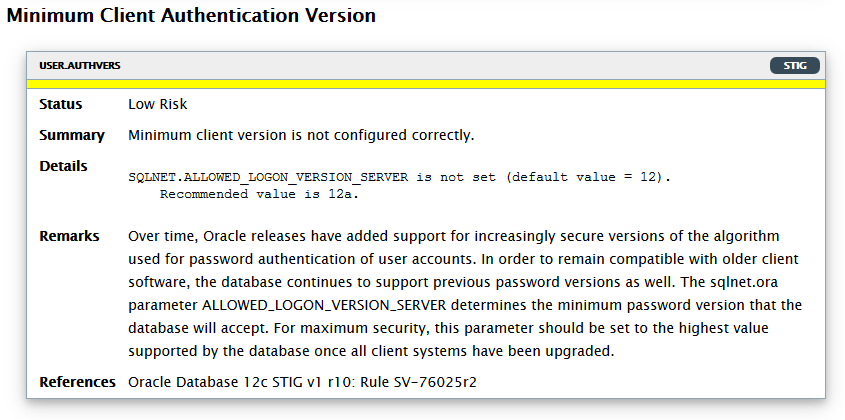 Minimum Client Authentication Version
USER.AUTHVERS STIG
Status Low Risk
Summary Minimum client version is not configured correctly.
Details
SQLNET.ALLOWED_LOGON_VERSION_SERVER is not set (default value = 12).
Recommended value is 12a.
Remarks Over time, Oracle releases have added support for increasingly secure versions of the algorithm
used for password authentication of user accounts. In order to remain compatible with older client
software, the database continues to support previous password versions as well. The sqlnet.ora
parameter ALLOWED_LOGON_VERSION_SERVER determines the minimum password version that the
database will accept. For maximum security, this parameter should be set to the highest value
supported by the database once all client systems have been upgraded.
References Oracle Database 12c STIG v1 r10: Rule SV-76025r2